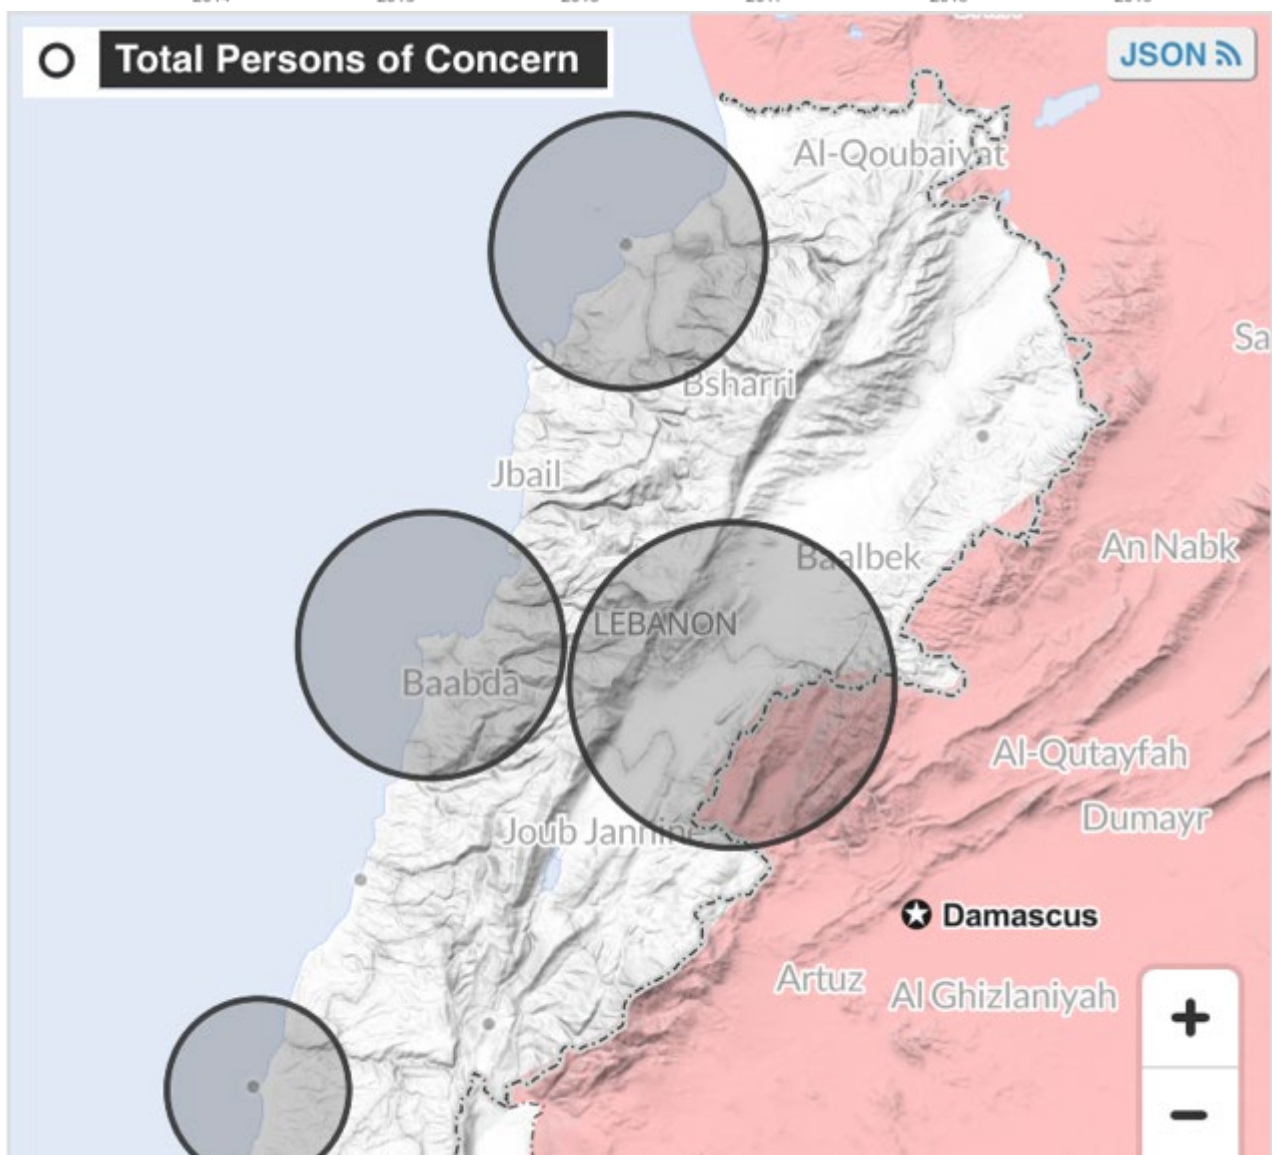 Total Persons of Concern
JSON
Al-Qoubaiyat
Sa
Bsharri
Jbail
An Nabk
Baalbek
LEBANON
Baabda
Al-Qutayfah
Dumayr
Joub Jannine
Damascus
Artuz
Al Ghizlaniyah
+
−